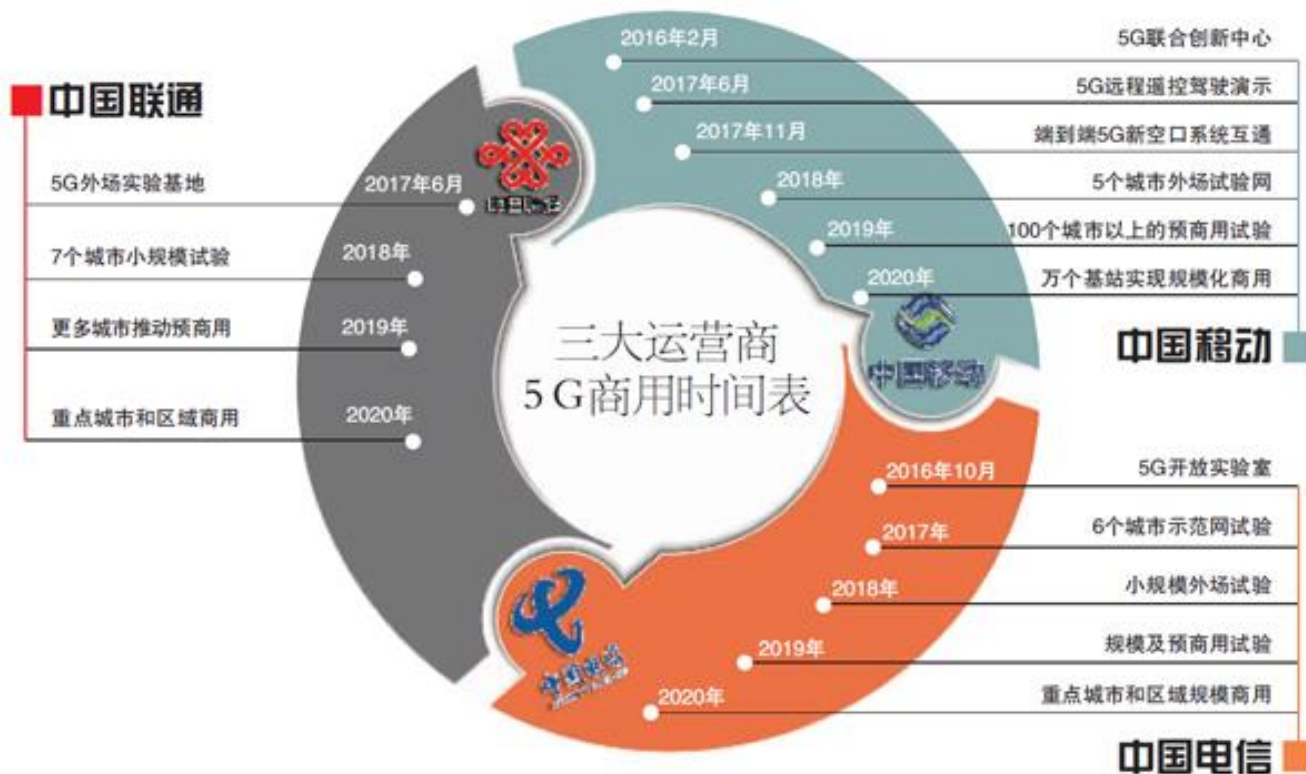 三大运营商
5G商用时间表
中国联通
5G外场实验基地 2017年6月
7个城市小规模试验 2018年
更多城市推动预商用 2019年
重点城市和区域商用 2020年
2016年2月 5G联合创新中心
2017年6月 5G远程遥控驾驶演示
2017年11月 端到端5G新空口系统互通
2018年 5个城市外场试验网
2019年 100个城市以上的预商用试验
2020年 万个基站实现规模化商用
中国移动
中国移动
2016年10月 5G开放实验室
2017年 6个城市示范网试验
2018年 小规模外场试验
2019年 规模及预商用试验
2020年 重点城市和区域规模商用
中国电信
中国电信